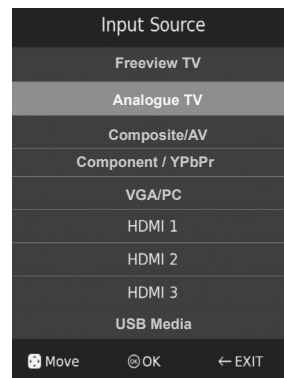 Input Source
Freeview TV
Analogue TV
Composite/AV
Component / YPbPr
VGA/PC
HDMI 1
HDMI 2
HDMI 3
USB Media
Move OK OK ← EXIT